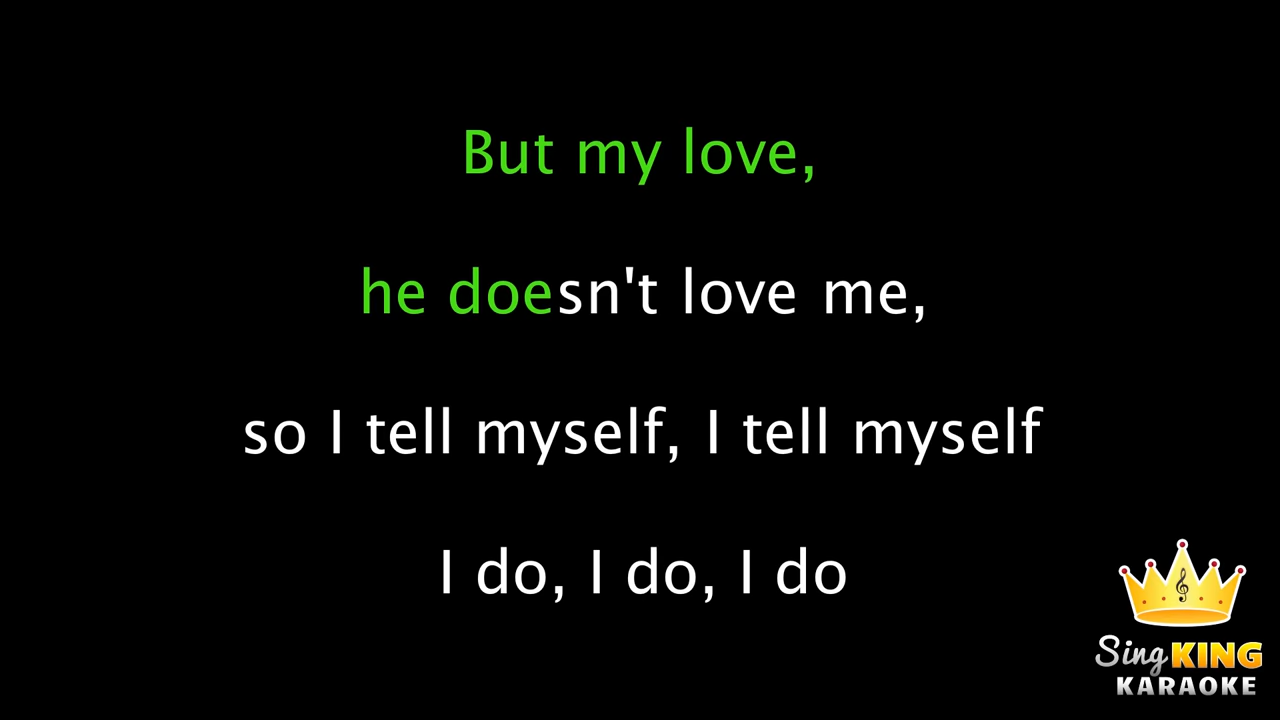 But my love,
he doesn't love me,
so I tell myself, I tell myself
I do, I do, I do
Sing KING
KARAOKE